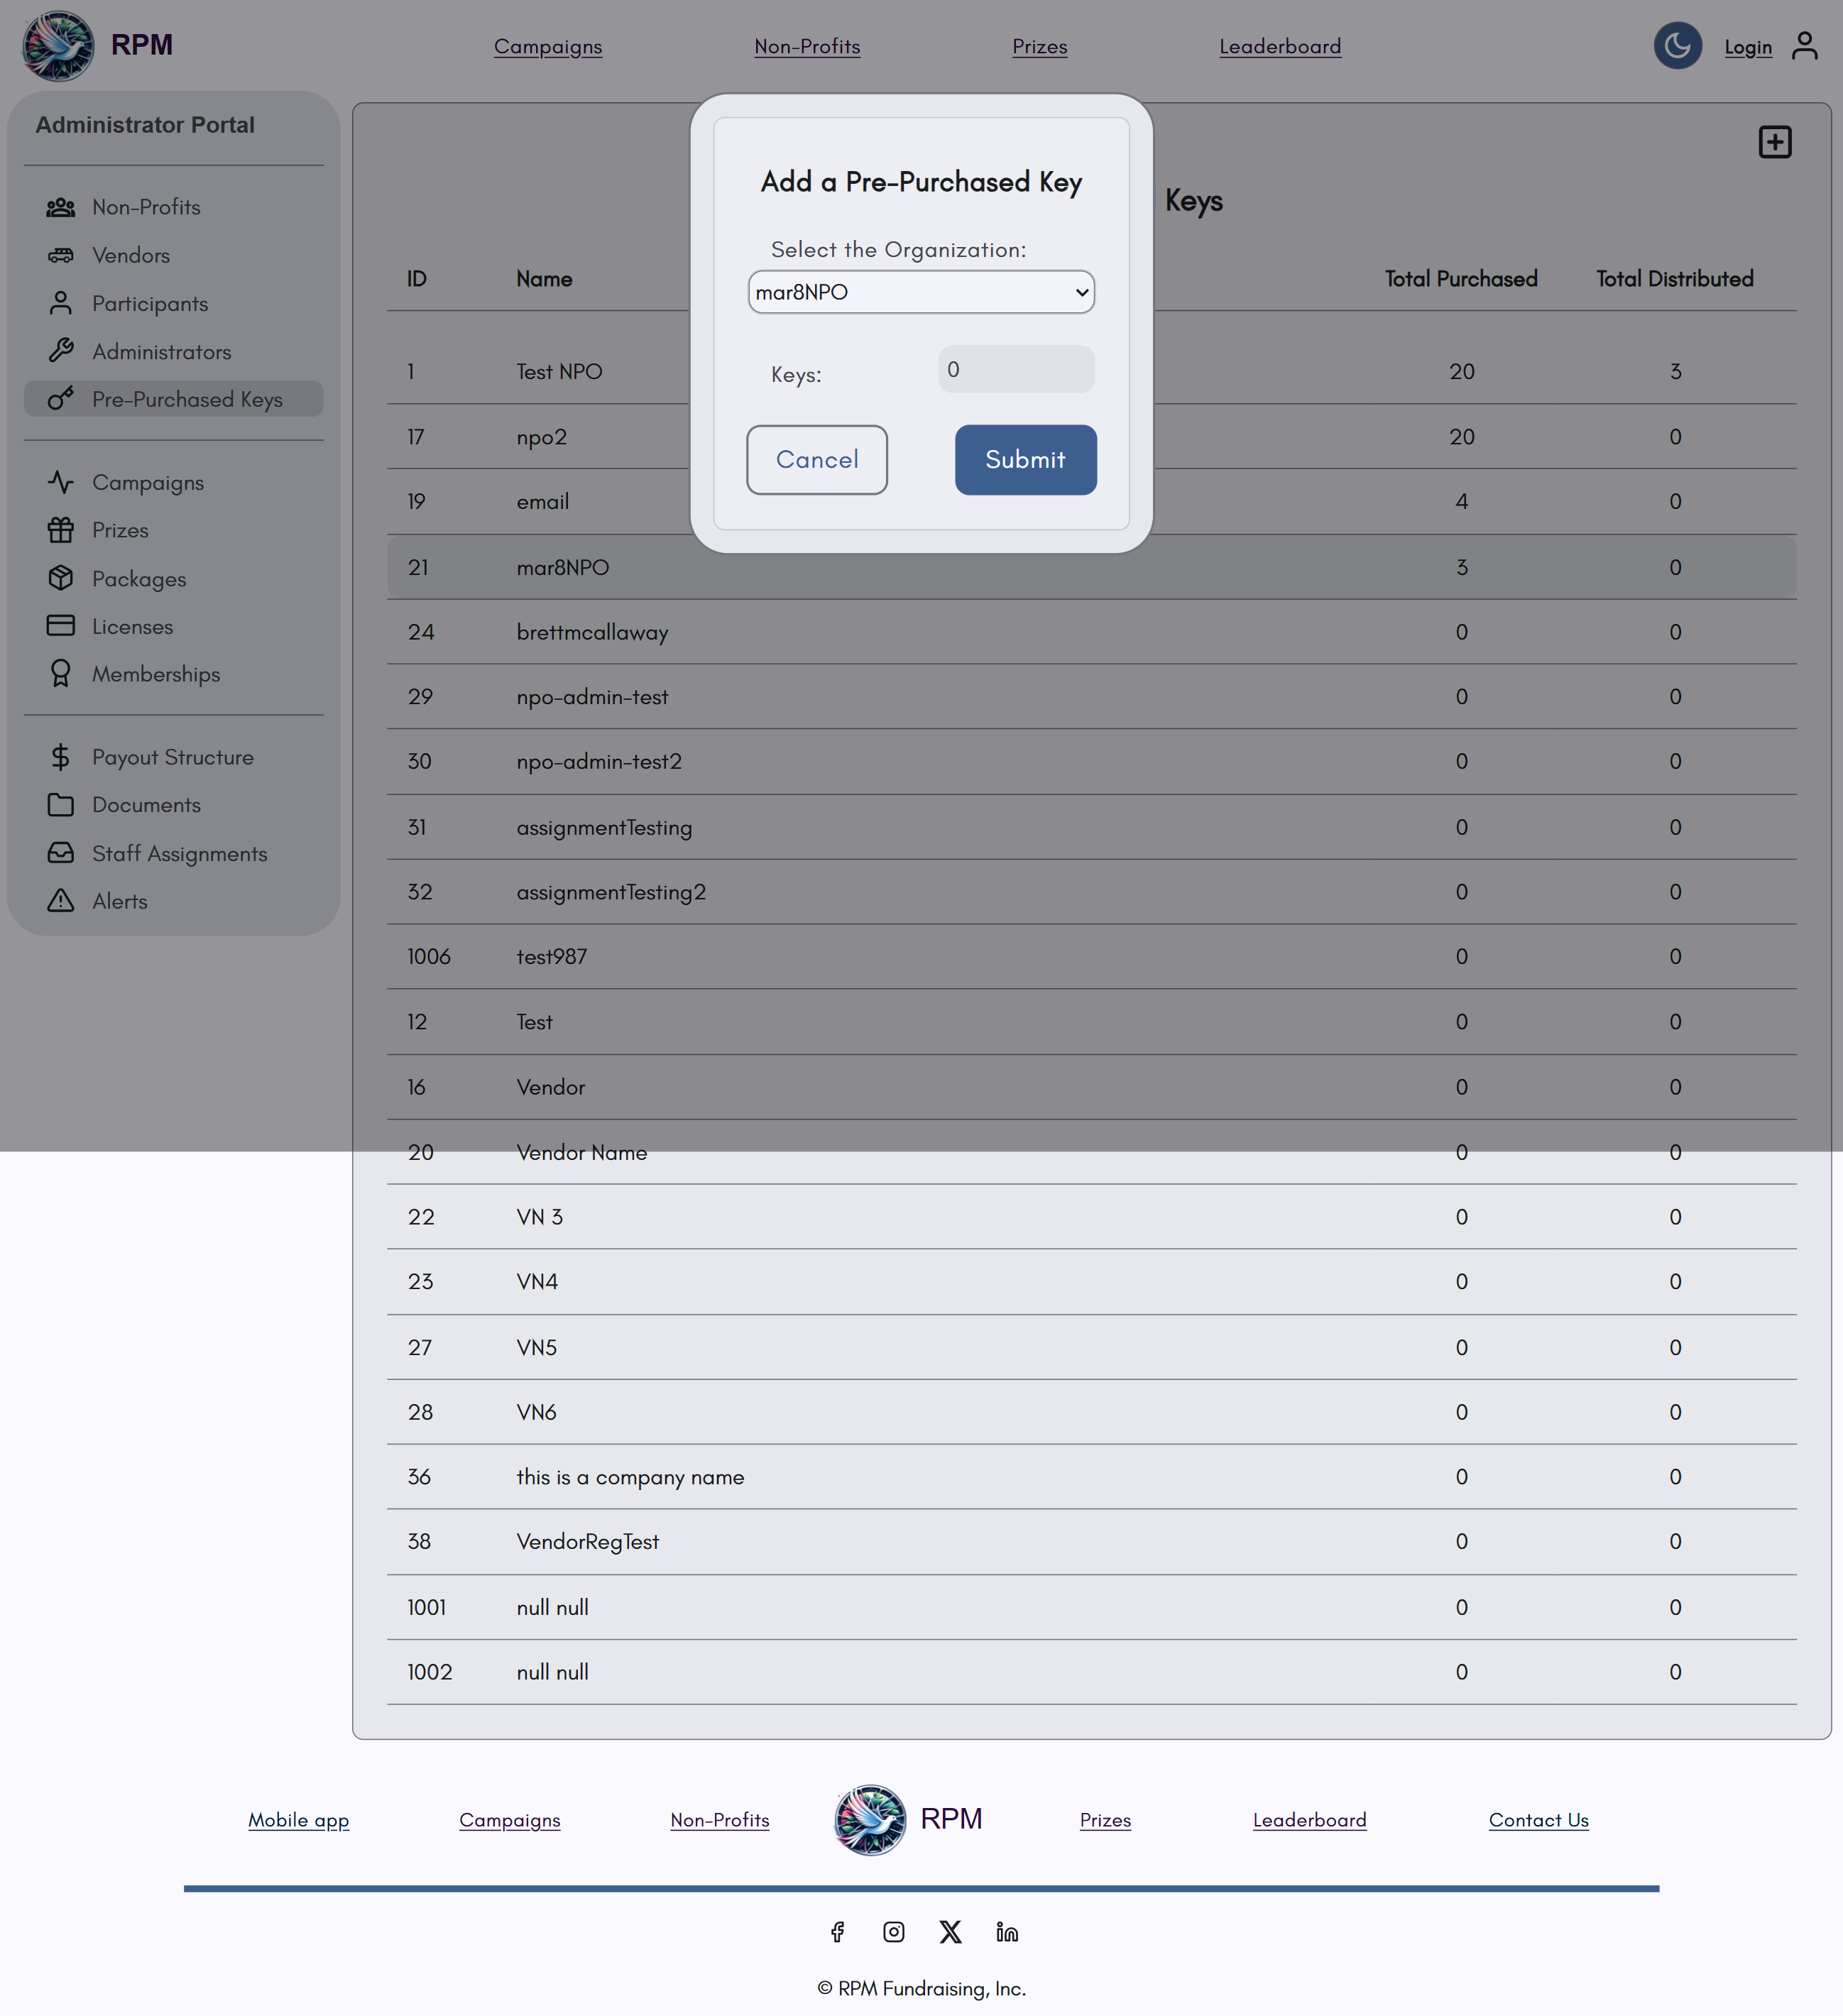 RPM
Campaigns Non-Profits Prizes Leaderboard Login
Administrator Portal
Non-Profits
Vendors
Participants
Administrators
Pre-Purchased Keys
Campaigns
Prizes
Packages
Licenses
Memberships
Payout Structure
Documents
Staff Assignments
Alerts
Add a Pre-Purchased Key
Select the Organization:
mar8NPO
Keys: 0
Cancel Submit
Keys
ID Name Total Purchased Total Distributed
1 Test NPO 20 3
17 npo2 20 0
19 email 4 0
21 mar8NPO 3 0
24 brettmcallaway 0 0
29 npo-admin-test 0 0
30 npo-admin-test2 0 0
31 assignmentTesting 0 0
32 assignmentTesting2 0 0
1006 test987 0 0
12 Test 0 0
16 Vendor 0 0
20 Vendor Name 0 0
22 VN 3 0 0
23 VN4 0 0
27 VN5 0 0
28 VN6 0 0
36 this is a company name 0 0
38 VendorRegTest 0 0
1001 null null 0 0
1002 null null 0 0
Mobile app Campaigns Non-Profits RPM Prizes Leaderboard Contact Us
© RPM Fundraising, Inc.